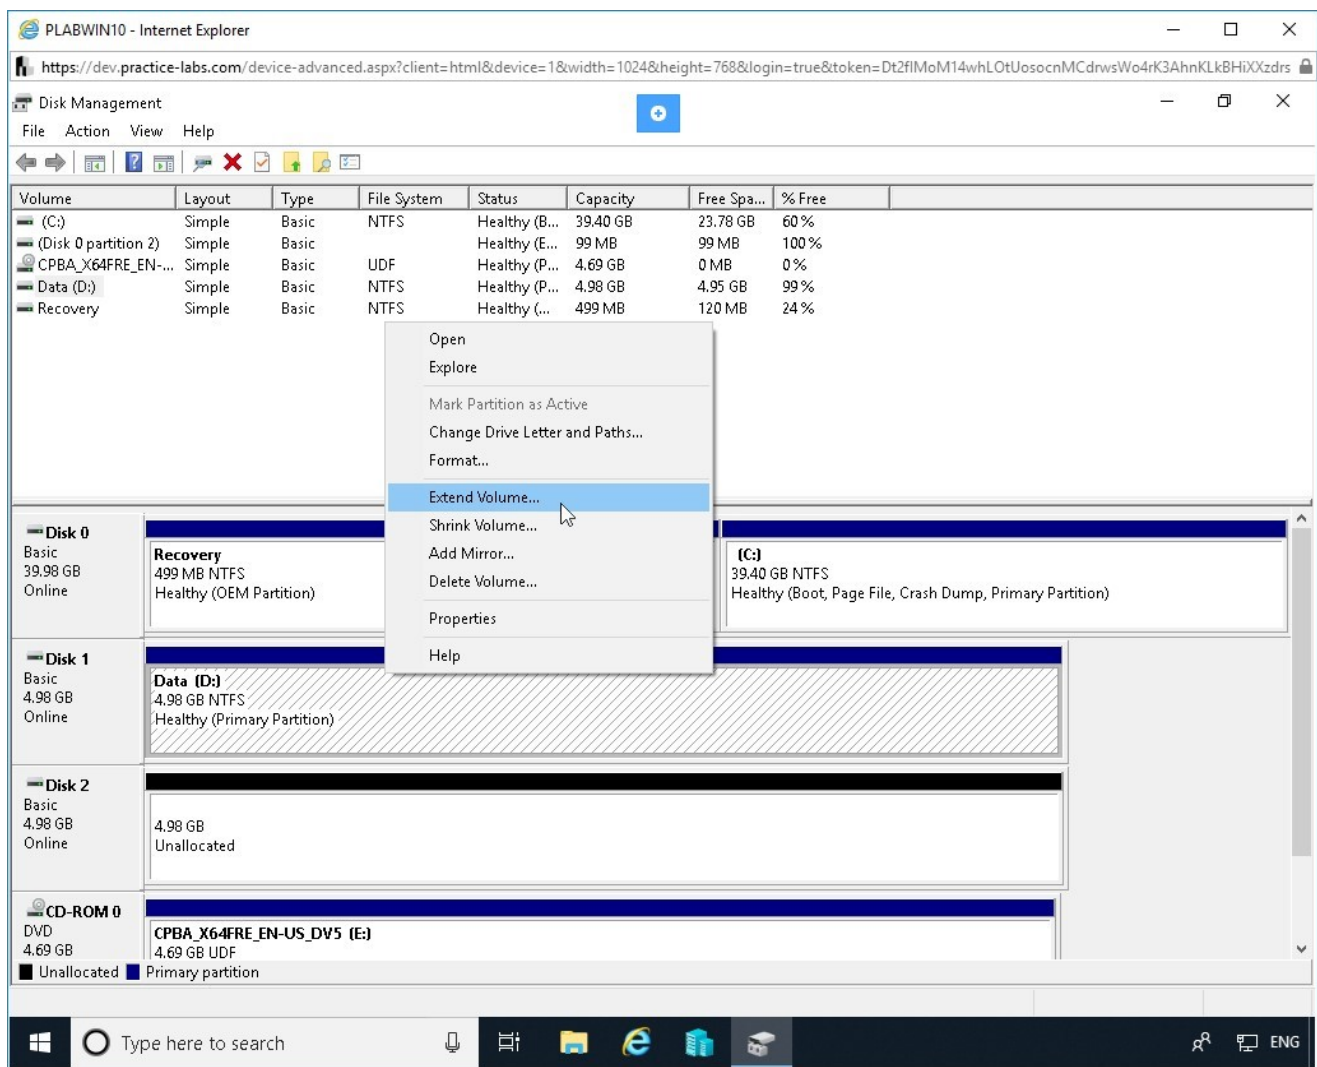 PLABWIN10 - Internet Explorer
https://dev.practice-labs.com/device-advanced.aspx?client=html&device=1&width=1024&height=768&login=true&token=Dt2flMoM14whLOtUosocnMCdrwsWo4rK3AhnKLkBHiXXzdrs
Disk Management
File Action View Help
Volume Layout Type File System Status Capacity Free Spa... % Free
(C:) Simple Basic NTFS Healthy (B... 39.40 GB 23.78 GB 60 %
(Disk 0 partition 2) Simple Basic Healthy (E... 99 MB 99 MB 100 %
CPBA_X64FRE_EN-... Simple Basic UDF Healthy (P... 4.69 GB 0 MB 0 %
Data (D:) Simple Basic NTFS Healthy (P... 4.98 GB 4.95 GB 99 %
Recovery Simple Basic NTFS Healthy (... 499 MB 120 MB 24 %
Open
Explore
Mark Partition as Active
Change Drive Letter and Paths...
Format...
Extend Volume...
Shrink Volume...
Add Mirror...
Delete Volume...
Properties
Help
Disk 0
Basic
39.98 GB
Online
Recovery
499 MB NTFS
Healthy (OEM Partition)
(C:)
39.40 GB NTFS
Healthy (Boot, Page File, Crash Dump, Primary Partition)
Disk 1
Basic
4.98 GB
Online
Data (D:)
4.98 GB NTFS
Healthy (Primary Partition)
Disk 2
Basic
4.98 GB
Online
4.98 GB
Unallocated
CD-ROM 0
DVD
4.69 GB
CPBA_X64FRE_EN-US_DV5 (E:)
4.69 GB UDF
Unallocated Primary partition
Type here to search
ENG